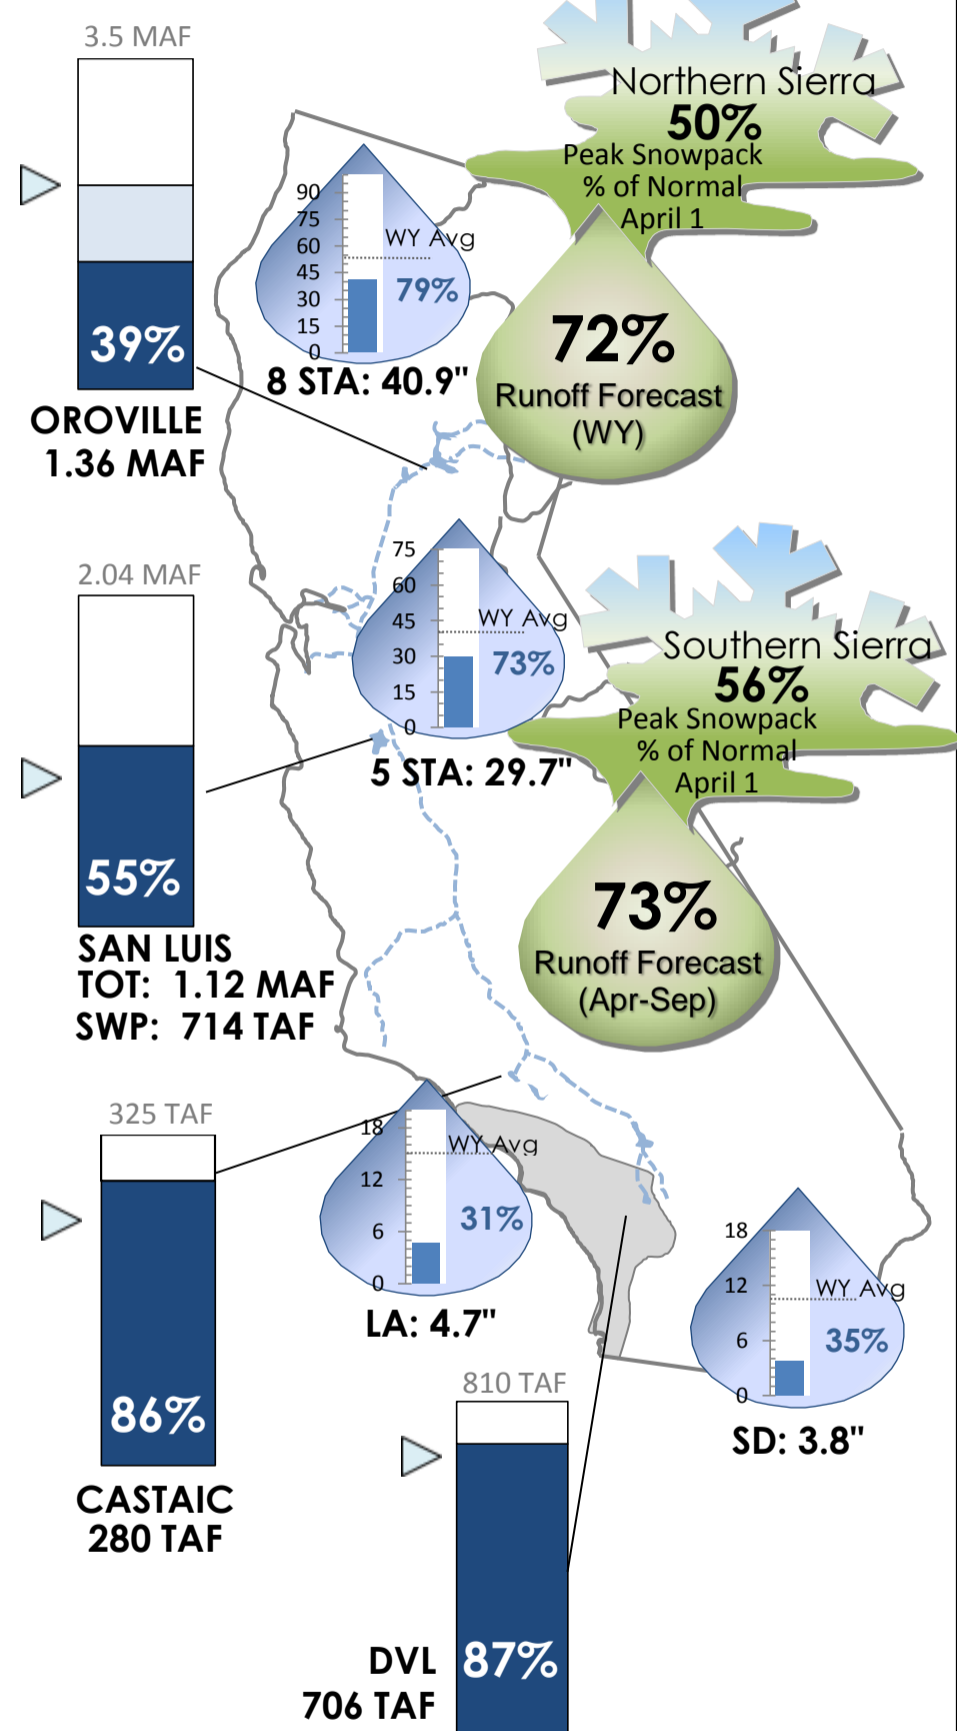 3.5 MAF
39%
OROVILLE
1.36 MAF
90
75
60
45
30
15
0
WY Avg
79%
8 STA: 40.9"
Northern Sierra
50%
Peak Snowpack
% of Normal
April 1
72%
Runoff Forecast
(WY)
2.04 MAF
55%
SAN LUIS
TOT: 1.12 MAF
SWP: 714 TAF
75
60
45
30
15
0
WY Avg
73%
5 STA: 29.7"
Southern Sierra
56%
Peak Snowpack
% of Normal
April 1
73%
Runoff Forecast
(Apr-Sep)
325 TAF
86%
CASTAIC
280 TAF
18
12
6
0
WY Avg
31%
LA: 4.7"
18
12
6
0
WY Avg
35%
SD: 3.8"
810 TAF
87%
DVL
706 TAF